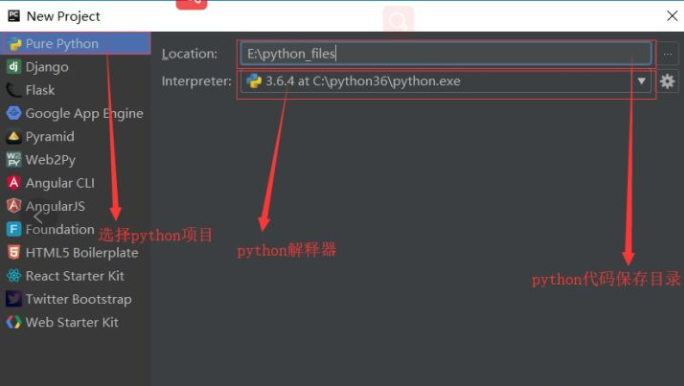 New Project
Pure Python
Django
Flask
Google App Engine
Pyramid
Web2Py
Angular CLI
AngularJS
Foundation
HTML5 Boilerplate
React Starter Kit
Twitter Bootstrap
Web Starter Kit
Location: E:\python_files
Interpreter: 3.6.4 at C:\python36\python.exe
选择python项目
python解释器
python代码保存目录